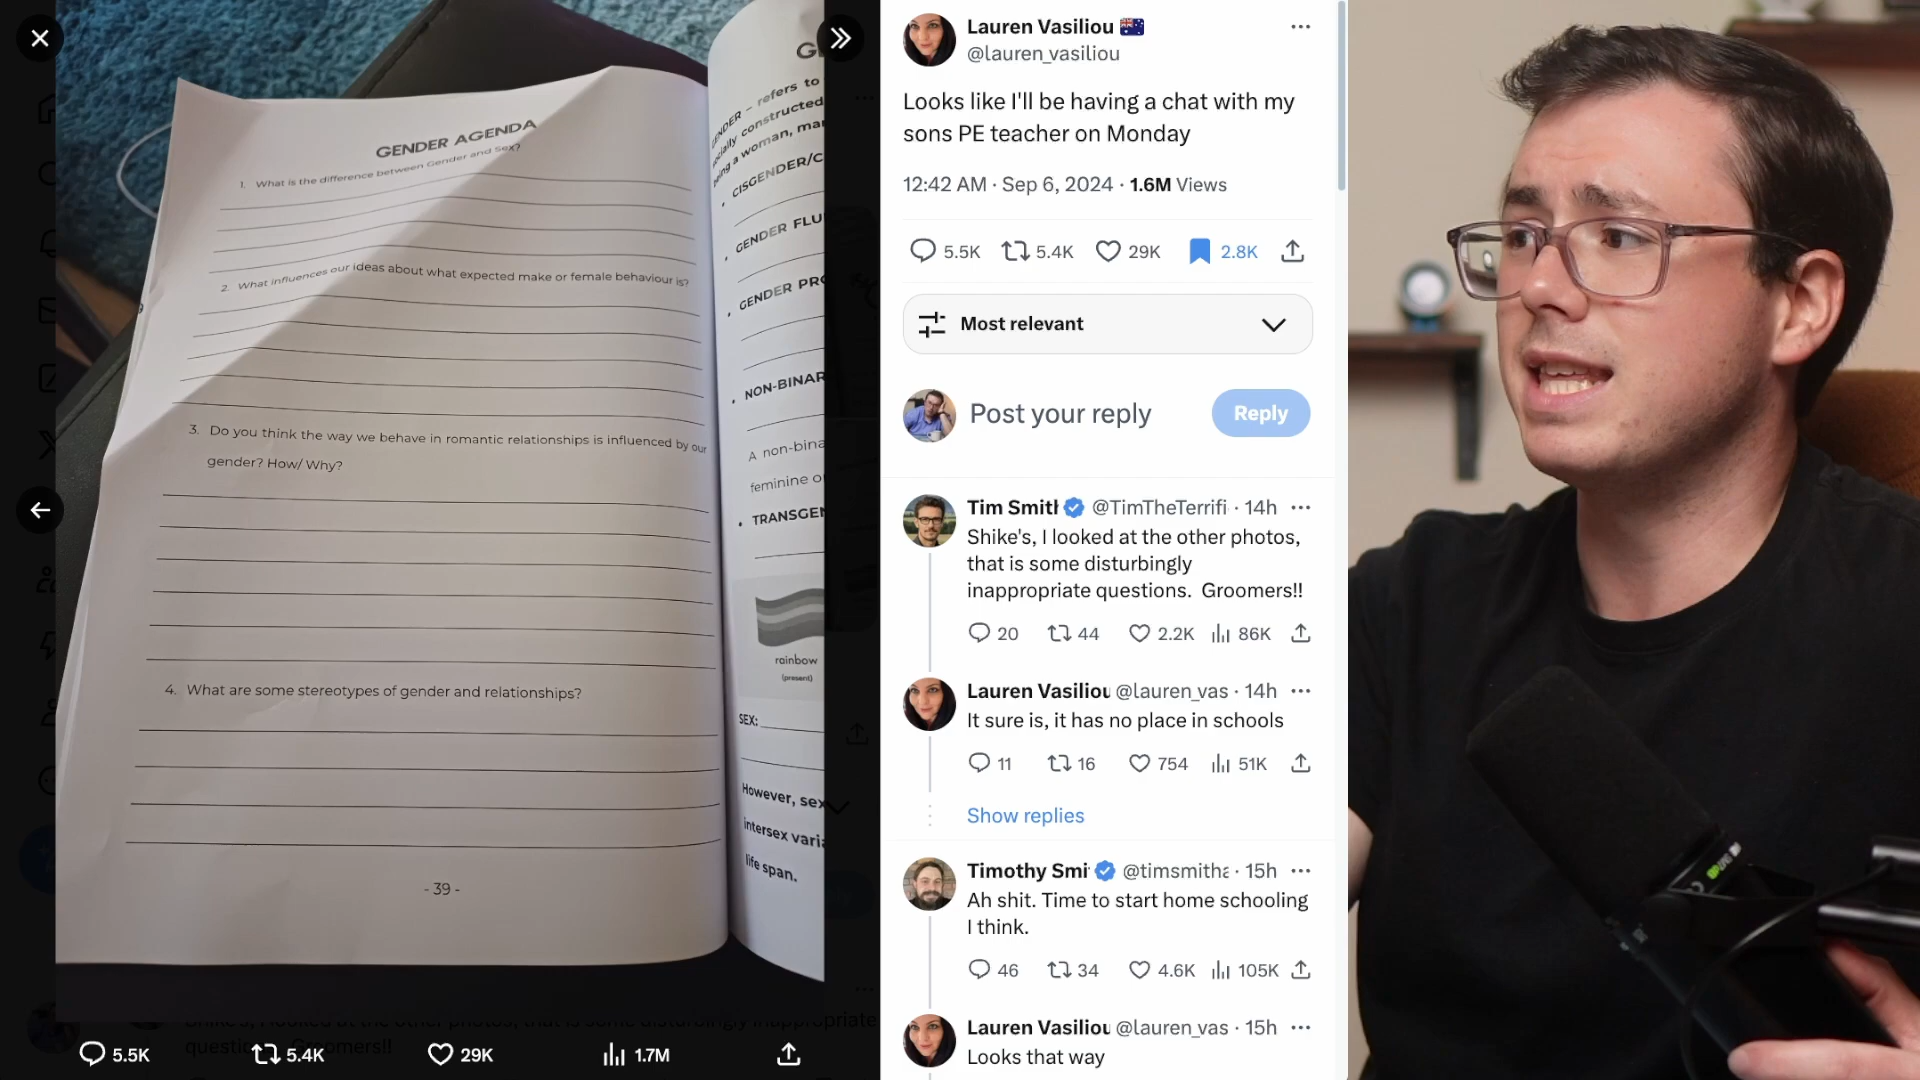 GENDER AGENDA
1. What is the difference between Gender and Sex?
2. What influences our ideas about what expected make or female behaviour is?
3. Do you think the way we behave in romantic relationships is influenced by our
gender? How/ Why?
4. What are some stereotypes of gender and relationships?
- 39 -
refers to
constructed
being a woman,
CISGENDER/C
GENDER FLU
GENDER PRO
NON-BINAR
A non-bina
feminine o
TRANSGEN
rainbow
(present)
SEX:
However, sex
intersex varia
life span.
5.5K 5.4K 29K 1.7M
Lauren Vasiliou
@lauren_vasiliou
Looks like I'll be having a chat with my
sons PE teacher on Monday
12:42 AM · Sep 6, 2024 · 1.6M Views
5.5K 5.4K 29K 2.8K
Most relevant
Post your reply Reply
Tim Smith @TimTheTerrifi · 14h
Shike's, I looked at the other photos,
that is some disturbingly
inappropriate questions. Groomers!!
20 44 2.2K 86K
Lauren Vasiliou @lauren_vas · 14h
It sure is, it has no place in schools
11 16 754 51K
Show replies
Timothy Smi @timsmitha · 15h
Ah shit. Time to start home schooling
I think.
46 34 4.6K 105K
Lauren Vasiliou @lauren_vas · 15h
Looks that way